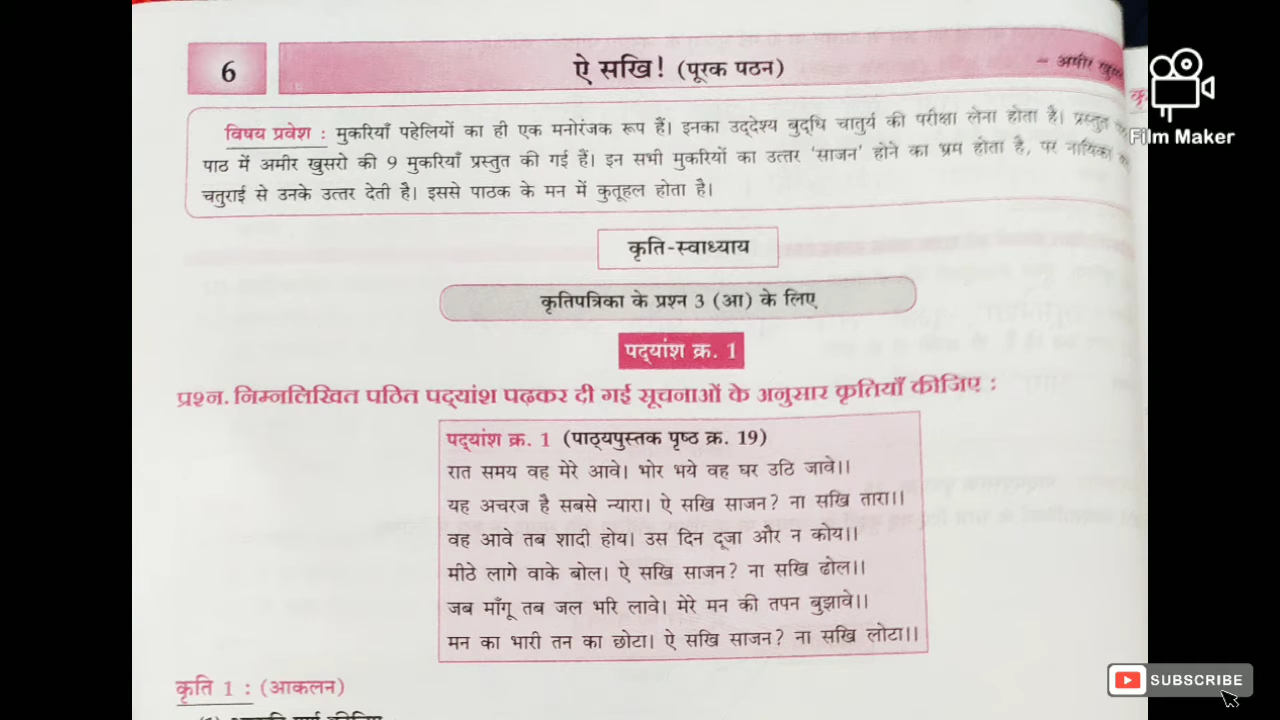 6
ऐ सखि! (पूरक पठन)
– अमीर
Film Maker
विषय प्रवेश : मुकरियाँ पहेलियों का ही एक मनोरंजक रूप हैं। इनका उद्‌देश्य बुद्‌धि चातुर्य की परीक्षा लेना होता है। प्रस्तुत
पाठ में अमीर खुसरो की 9 मुकरियाँ प्रस्तुत की गई हैं। इन सभी मुकरियों का उत्तर ‘साजन’ होने का भ्रम होता है, पर नायिका
चतुराई से उनके उत्तर देती है। इससे पाठक के मन में कुतूहल होता है।
कृति-स्वाध्याय
कृतिपत्रिका के प्रश्न 3 (आ) के लिए
पद्‌यांश क्र. 1
प्रश्न. निम्नलिखित पठित पद्‌यांश पढ़कर दी गई सूचनाओं के अनुसार कृतियाँ कीजिए :
पद्‌यांश क्र. 1 (पाठ्‌यपुस्तक पृष्ठ क्र. 19)
रात समय वह मेरे आवे। भोर भये वह घर उठि जावे।।
यह अचरज है सबसे न्यारा। ऐ सखि साजन? ना सखि तारा।।
वह आवे तब शादी होय। उस दिन दूजा और न कोय।।
मीठे लागे वाके बोल। ऐ सखि साजन? ना सखि ढोल।।
जब माँगू तब जल भरि लावे। मेरे मन की तपन बुझावे।।
मन का भारी तन का छोटा। ऐ सखि साजन? ना सखि लोटा।।
कृति 1 : (आकलन)
SUBSCRIBE